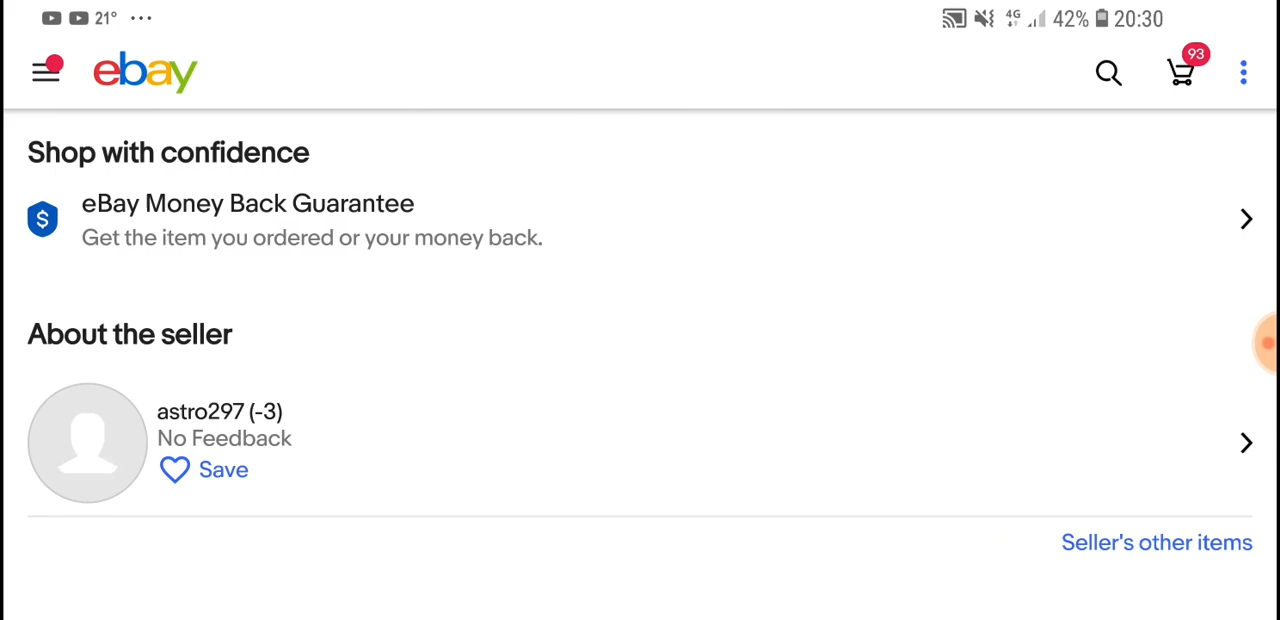 21° ...
4G 42% 20:30
ebay
93
Shop with confidence
$
eBay Money Back Guarantee
Get the item you ordered or your money back.
About the seller
astro297 (-3)
No Feedback
Save
Seller's other items